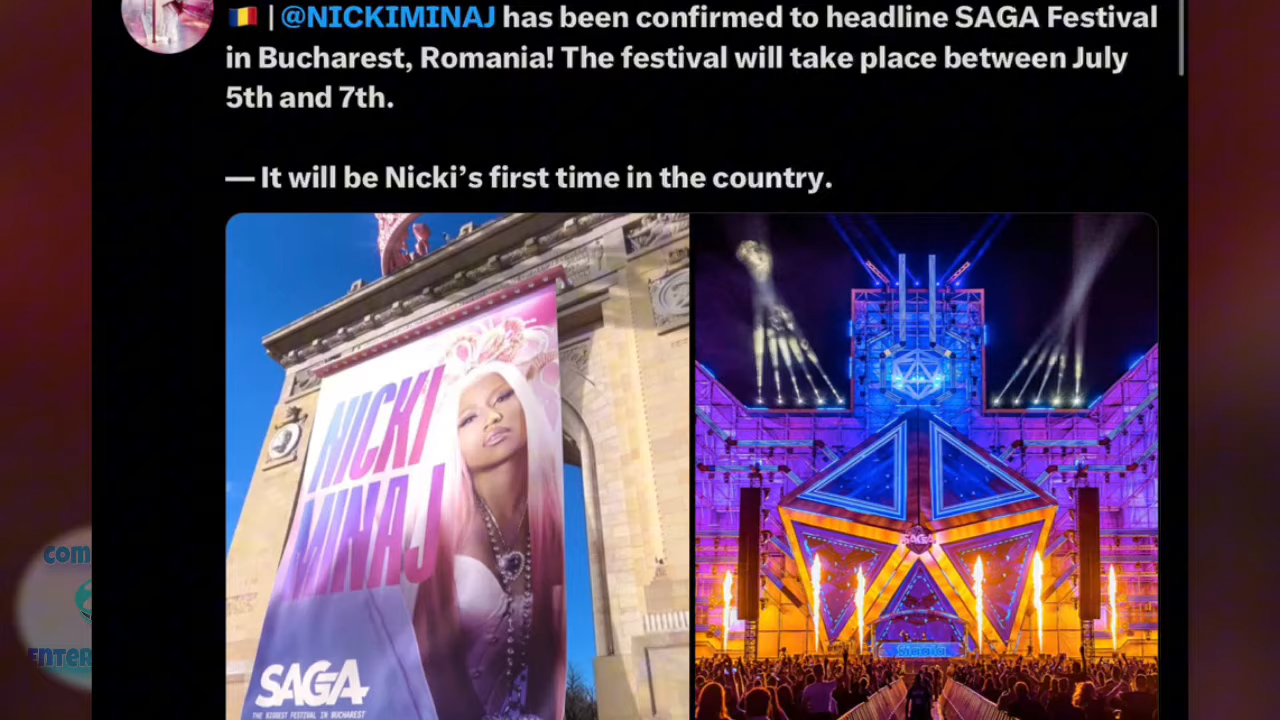 🇷🇴 | @NICKIMINAJ has been confirmed to headline SAGA Festival
in Bucharest, Romania! The festival will take place between July
5th and 7th.
— It will be Nicki’s first time in the country.
NICKI
MINAJ
SAGA
THE BIGGEST FESTIVAL IN BUCHAREST
SAGA
COM
ENTER